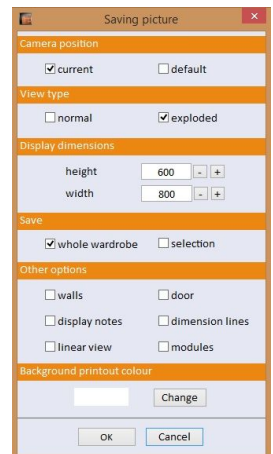 Saving picture
Camera position
current default
View type
normal exploded
Display dimensions
height 600 - +
width 800 - +
Save
whole wardrobe selection
Other options
walls door
display notes dimension lines
linear view modules
Background printout colour
Change
OK Cancel